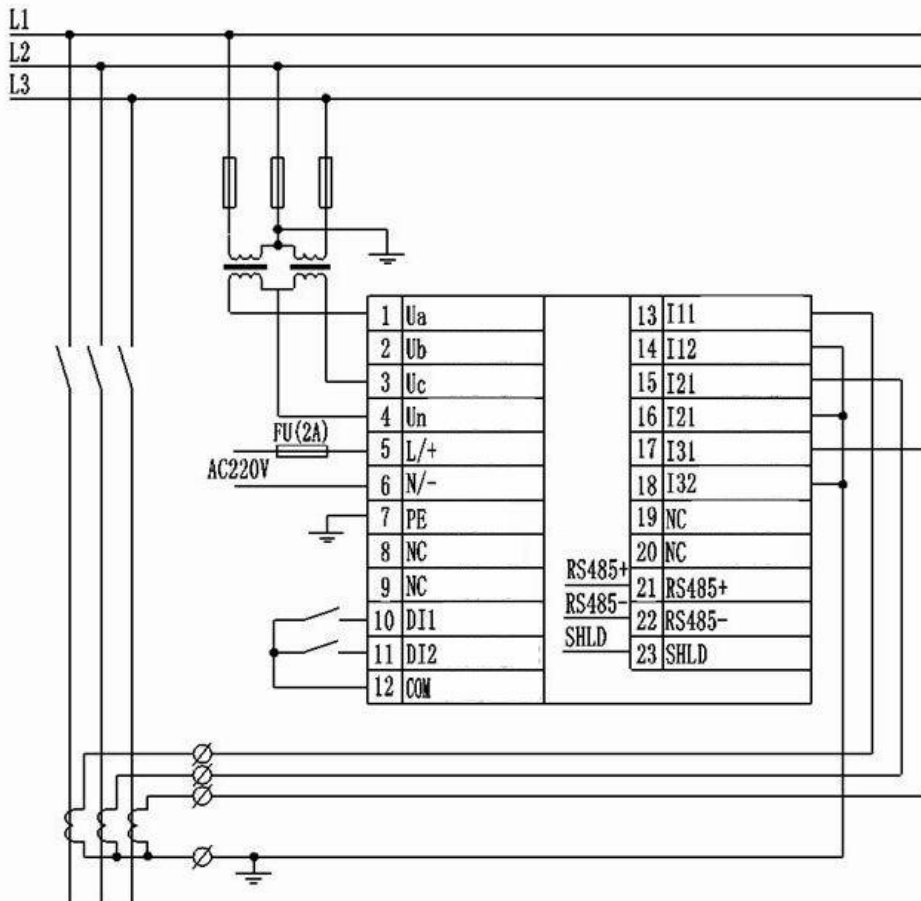 L1
L2
L3
1 Ua
2 Ub
3 Uc
4 Un
5 L/+
6 N/-
7 PE
8 NC
9 NC
10 DI1
11 DI2
12 COM
FU(2A)
AC220V
13 I11
14 I12
15 I21
16 I21
17 I31
18 I32
19 NC
20 NC
21 RS485+
22 RS485-
23 SHLD
RS485+
RS485-
SHLD